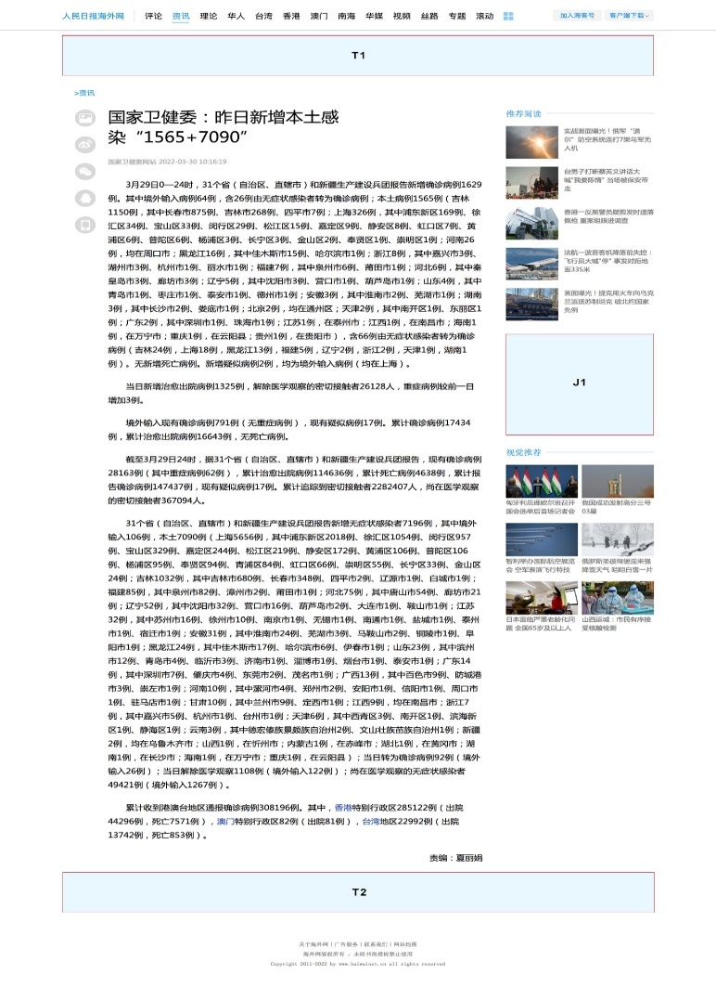 人民日报海外网 评论 资讯 理论 华人 台湾 香港 澳门 南海 华媒 视频 丝路 专题 滚动 加入海客号 客户端下载
T1
>资讯
国家卫健委：昨日新增本土感
染“1565+7090”
国家卫健委网站 2022-03-30 10:16:19
3月29日0—24时，31个省（自治区、直辖市）和新疆生产建设兵团报告新增确诊病例1629
例。其中境外输入病例64例，含26例由无症状感染者转为确诊病例；本土病例1565例（吉林
1150例，其中长春市875例、吉林市268例、四平市7例；上海326例，其中浦东新区169例、徐
汇区34例、宝山区33例、闵行区29例、松江区15例、嘉定区9例、静安区8例、虹口区7例、黄
浦区6例、普陀区6例、杨浦区3例、长宁区3例、金山区2例、奉贤区1例、崇明区1例；河南26
例，均在周口市；黑龙江16例，其中佳木斯市15例、哈尔滨市1例；浙江8例，其中嘉兴市3例、
湖州市3例、杭州市1例、丽水市1例；福建7例，其中泉州市6例、莆田市1例；河北6例，其中秦
皇岛市3例、廊坊市3例；辽宁5例，其中沈阳市3例、营口市1例、葫芦岛市1例；山东4例，其中
青岛市1例、枣庄市1例、泰安市1例、德州市1例；安徽3例，其中淮南市2例、芜湖市1例；湖南
3例，其中长沙市2例、娄底市1例；北京2例，均在通州区；天津2例，其中南开区1例、东丽区1
例；广东2例，其中深圳市1例、珠海市1例；江苏1例，在泰州市；江西1例，在南昌市；海南1
例，在万宁市；重庆1例，在云阳县；贵州1例，在贵阳市），含66例由无症状感染者转为确诊
病例（吉林24例，上海18例，黑龙江13例，福建5例，辽宁2例，浙江2例，天津1例，湖南1
例）。无新增死亡病例。新增疑似病例2例，均为境外输入病例（均在上海）。
当日新增治愈出院病例1325例，解除医学观察的密切接触者26128人，重症病例较前一日
增加3例。
境外输入现有确诊病例791例（无重症病例），现有疑似病例17例。累计确诊病例17434
例，累计治愈出院病例16643例，无死亡病例。
截至3月29日24时，据31个省（自治区、直辖市）和新疆生产建设兵团报告，现有确诊病例
28163例（其中重症病例62例），累计治愈出院病例114636例，累计死亡病例4638例，累计报
告确诊病例147437例，现有疑似病例17例。累计追踪到密切接触者2282407人，尚在医学观察
的密切接触者367094人。
31个省（自治区、直辖市）和新疆生产建设兵团报告新增无症状感染者7196例，其中境外
输入106例，本土7090例（上海5656例，其中浦东新区2018例、徐汇区1054例、闵行区957
例、宝山区329例、嘉定区244例、松江区219例、静安区172例、黄浦区106例、普陀区106
例、杨浦区95例、奉贤区94例、青浦区84例、虹口区66例、崇明区55例、长宁区33例、金山区
24例；吉林1032例，其中吉林市680例、长春市348例、四平市2例、辽源市1例、白城市1例；
福建85例，其中泉州市82例、漳州市2例、莆田市1例；河北75例，其中唐山市54例、廊坊市21
例；辽宁52例，其中沈阳市32例、营口市16例、葫芦岛市2例、大连市1例、鞍山市1例；江苏
32例，其中苏州市16例、徐州市10例、南京市1例、无锡市1例、南通市1例、盐城市1例、泰州
市1例、宿迁市1例；安徽31例，其中淮南市24例、芜湖市3例、马鞍山市2例、铜陵市1例、阜
阳市1例；黑龙江24例，其中佳木斯市17例、哈尔滨市6例、伊春市1例；山东23例，其中滨州
市12例、青岛市4例、临沂市3例、济南市1例、淄博市1例、烟台市1例、泰安市1例；广东14
例，其中深圳市7例、肇庆市4例、东莞市2例、茂名市1例；广西13例，其中百色市9例、防城港
市3例、崇左市1例；河南10例，其中漯河市4例、郑州市2例、安阳市1例、信阳市1例、周口市
1例、驻马店市1例；甘肃10例，其中兰州市9例、定西市1例；江西9例，均在南昌市；浙江7
例，其中嘉兴市5例、杭州市1例、台州市1例；天津6例，其中西青区3例、南开区1例、滨海新
区1例、静海区1例；云南3例，其中德宏傣族景颇族自治州2例、文山壮族苗族自治州1例；新疆
2例，均在乌鲁木齐市；山西1例，在忻州市；内蒙古1例，在赤峰市；湖北1例，在黄冈市；湖
南1例，在长沙市；海南1例，在万宁市；重庆1例，在云阳县）；当日转为确诊病例92例（境外
输入26例）；当日解除医学观察1108例（境外输入122例）；尚在医学观察的无症状感染者
49421例（境外输入1267例）。
累计收到港澳台地区通报确诊病例308196例。其中，香港特别行政区285122例（出院
44296例，死亡7571例），澳门特别行政区82例（出院81例），台湾地区22992例（出院
13742例，死亡853例）。
责编：夏丽娟
推荐阅读
实战画面曝光！俄军“道
尔”防空系统连打7架乌军无
人机
台男子打断蔡英文讲话大
喊“我要陈情” 当场被保安带
走
香港一反黑警员疑剪发时遗落
佩枪 重案组跟进调查
法航一波音客机降落前失控：
飞行员大喊“停” 事发时距地
面335米
画面曝光！捷克用火车向乌克
兰运送苏制坦克 破北约国家
先例
J1
视觉推荐
匈牙利总理欧尔班召开
国会选举后首场记者会
我国成功发射高分三号
03星
智利举办国际航空展览
会 空军表演飞行特技
俄罗斯圣彼得堡迎来强
降雪天气 皑皑白雪一片
日本面临严重老龄化问
题 全国65岁及以上人
山西运城：市民有序接
受核酸检测
T2
关于海外网丨广告服务丨联系我们丨网站地图
海外网版权所有 ，未经书面授权禁止使用
Copyright 2011-2022 by www.haiwainet.cn all rights reserved